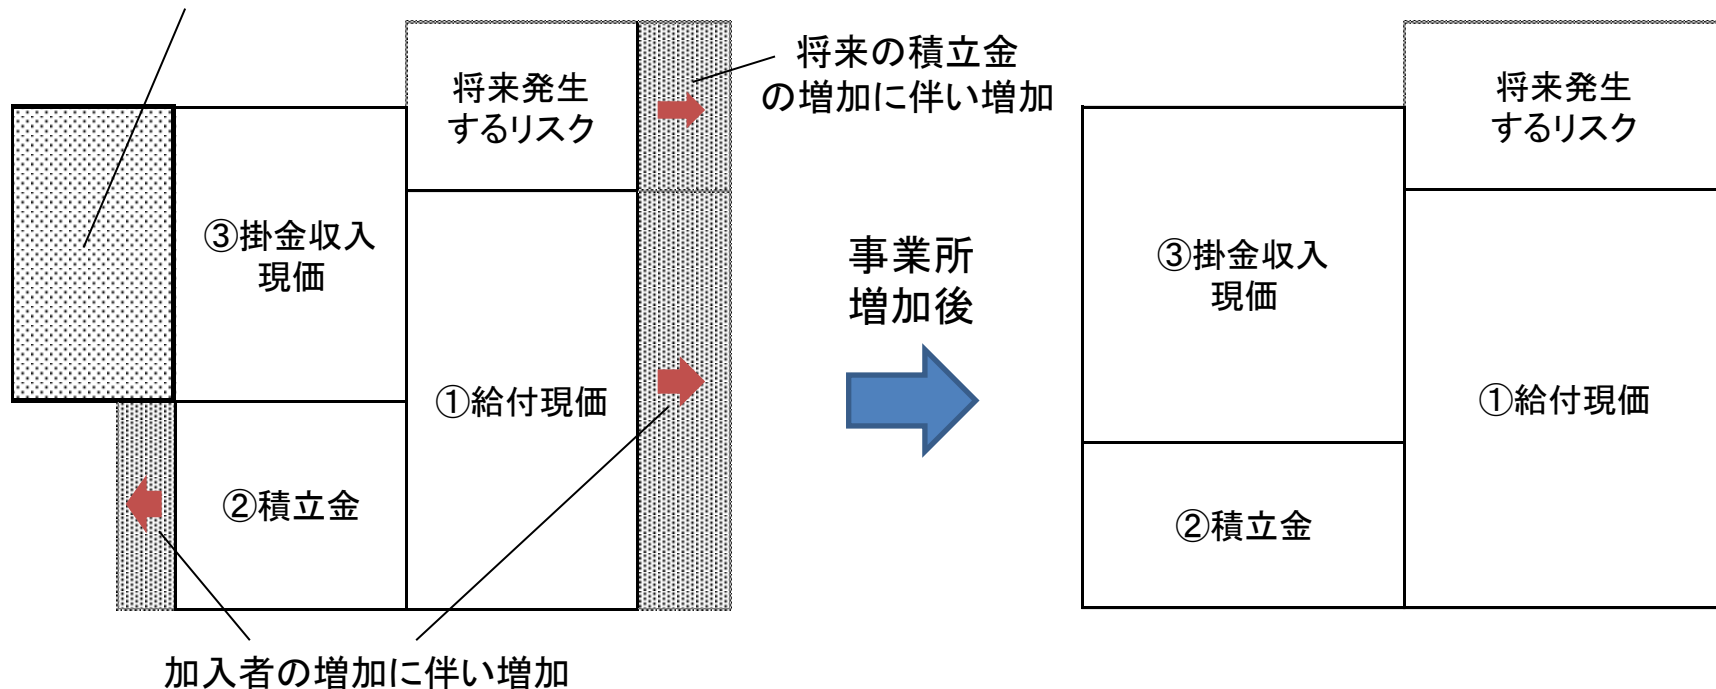 将来発生
するリスク
将来の積立金
の増加に伴い増加
③掛金収入
現価
①給付現価
②積立金
加入者の増加に伴い増加
事業所
増加後
将来発生
するリスク
③掛金収入
現価
①給付現価
②積立金